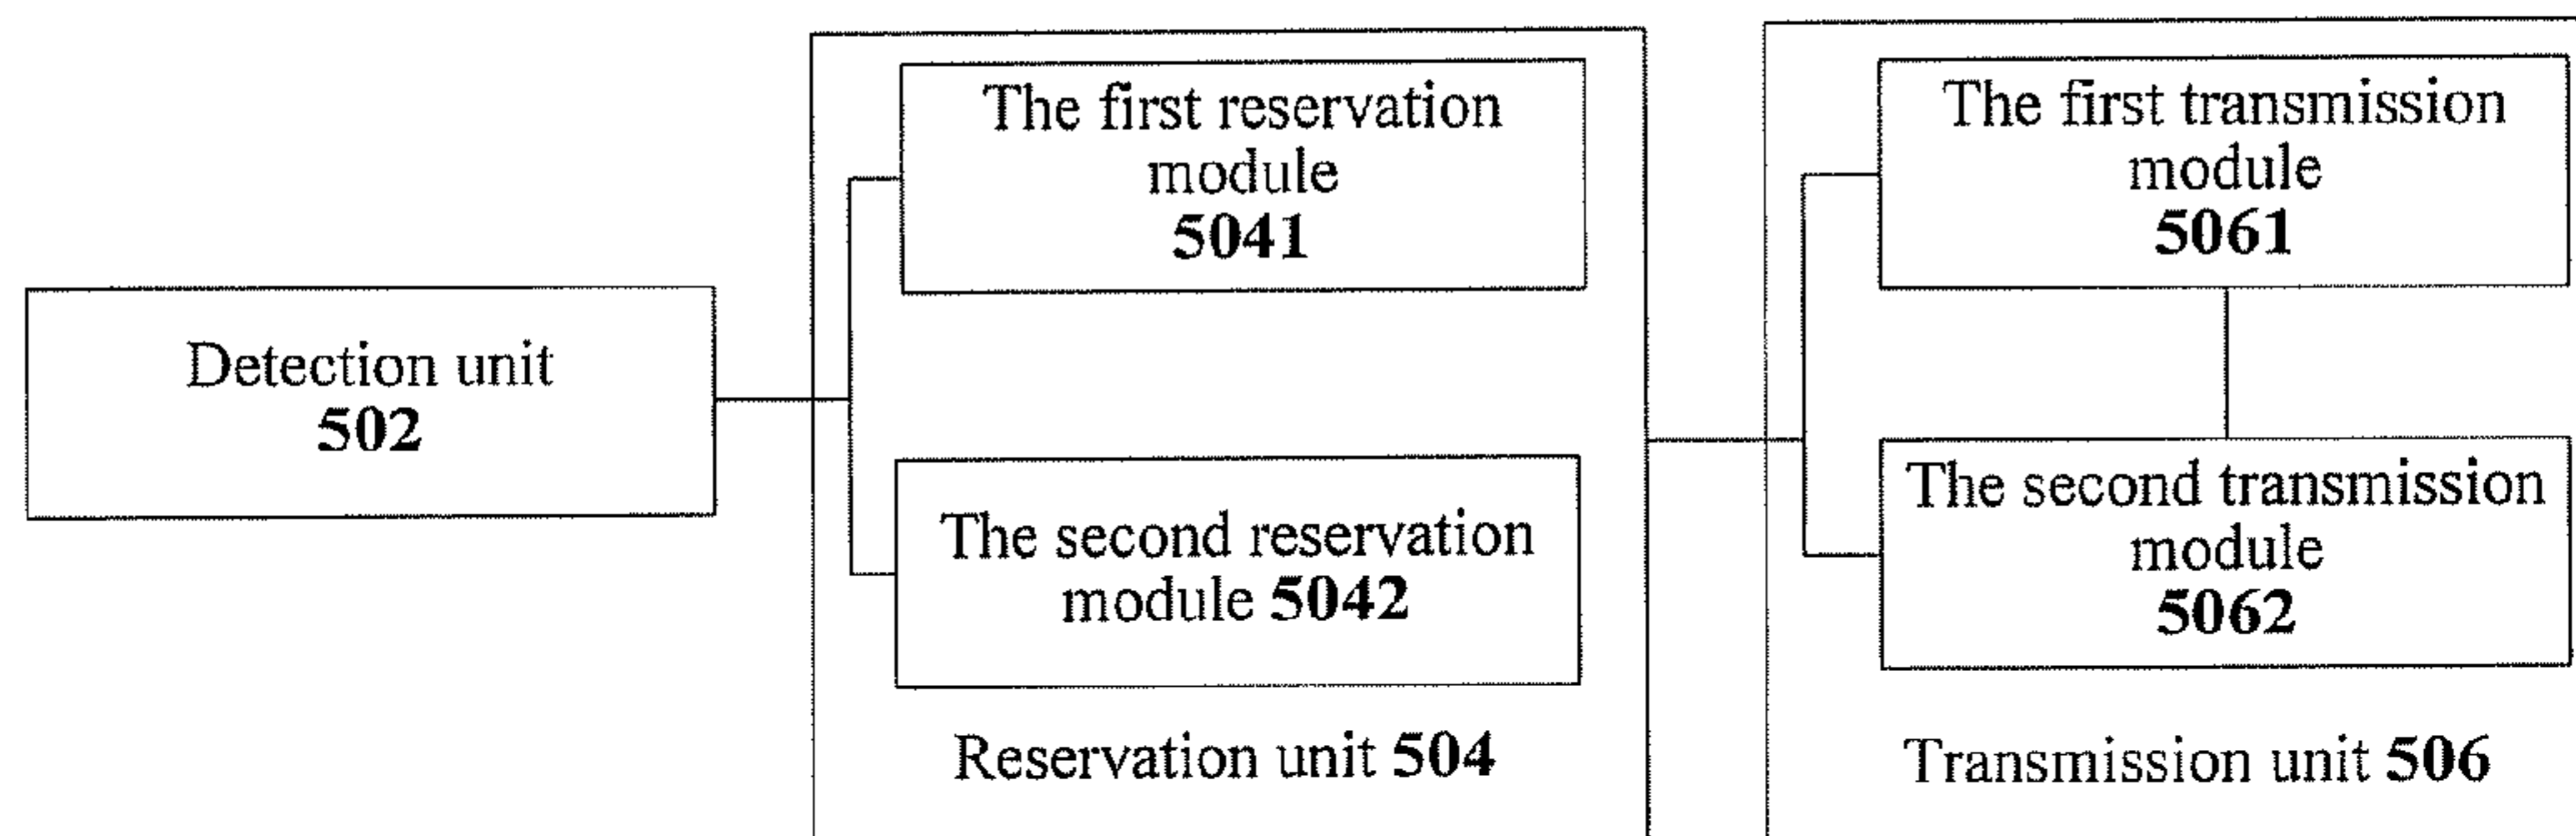 Detection unit
502
The first reservation
module
5041
The second reservation
module 5042
Reservation unit 504
The first transmission
module
5061
The second transmission
module
5062
Transmission unit 506